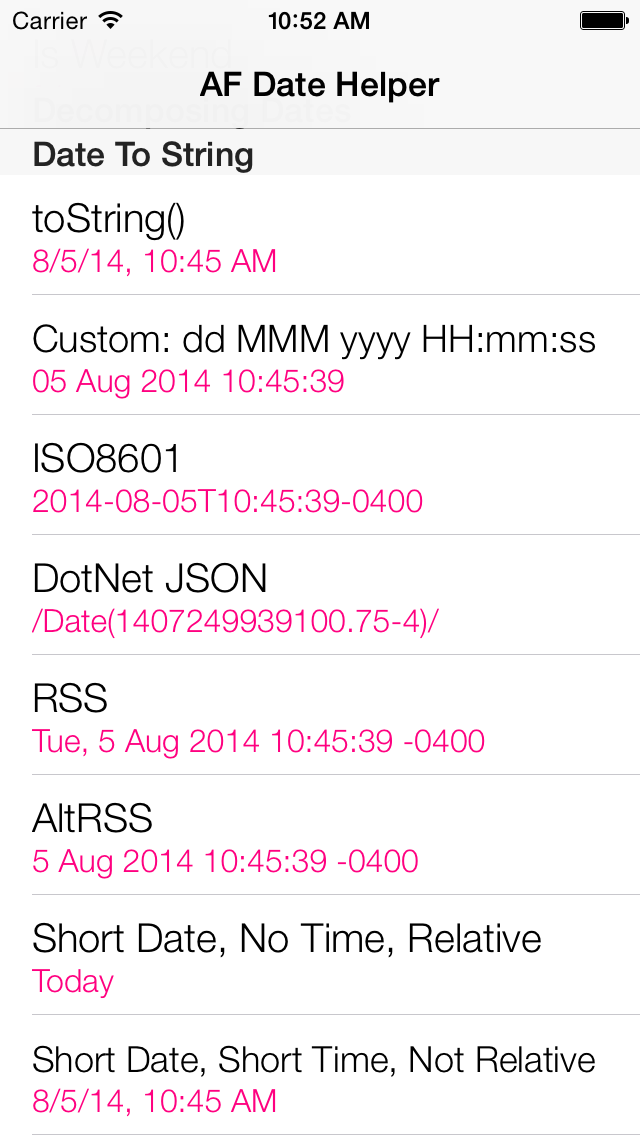 Carrier 10:52 AM
Is Weekend
AF Date Helper
Decomposing Dates
Date To String
toString()
8/5/14, 10:45 AM
Custom: dd MMM yyyy HH:mm:ss
05 Aug 2014 10:45:39
ISO8601
2014-08-05T10:45:39-0400
DotNet JSON
/Date(1407249939100.75-4)/
RSS
Tue, 5 Aug 2014 10:45:39 -0400
AltRSS
5 Aug 2014 10:45:39 -0400
Short Date, No Time, Relative
Today
Short Date, Short Time, Not Relative
8/5/14, 10:45 AM